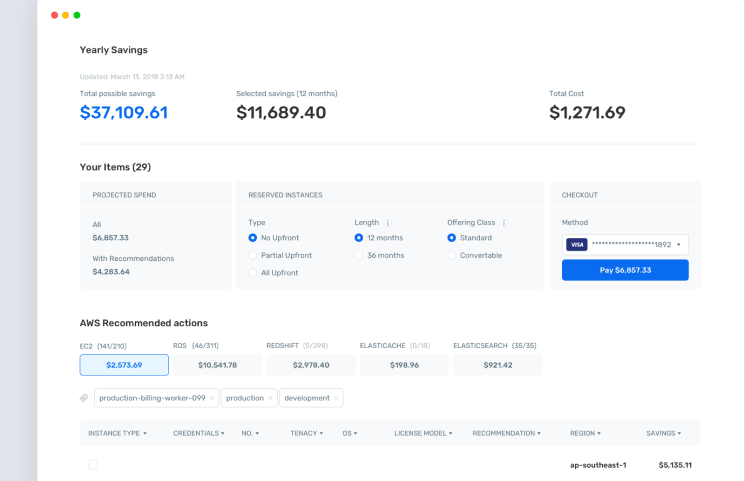 Yearly Savings
Updated: March 13, 2018 3:13 AM
Total possible savings
$37,109.61
Selected savings (12 months)
$11,689.40
Total Cost
$1,271.69
Your Items (29)
PROJECTED SPEND
All
$6,857.33
With Recommendations
$4,283.64
RESERVED INSTANCES
Type
No Upfront
Partial Upfront
All Upfront
Length i
12 months
36 months
Offering Class i
Standard
Convertable
CHECKOUT
Method
VISA *******************1892
Pay $6,857.33
AWS Recommended actions
EC2 (141/210) RDS (46/311) REDSHIFT (0/298) ELASTICACHE (0/18) ELASTICSEARCH (35/35)
$2,573.69 $10,541.78 $2,978.40 $198.96 $921.42
production-billing-worker-099 × production × development ×
INSTANCE TYPE CREDENTIALS NO. TENACY OS LICENSE MODEL RECOMMENDATION REGION SAVINGS
ap-southeast-1 $5,135.11